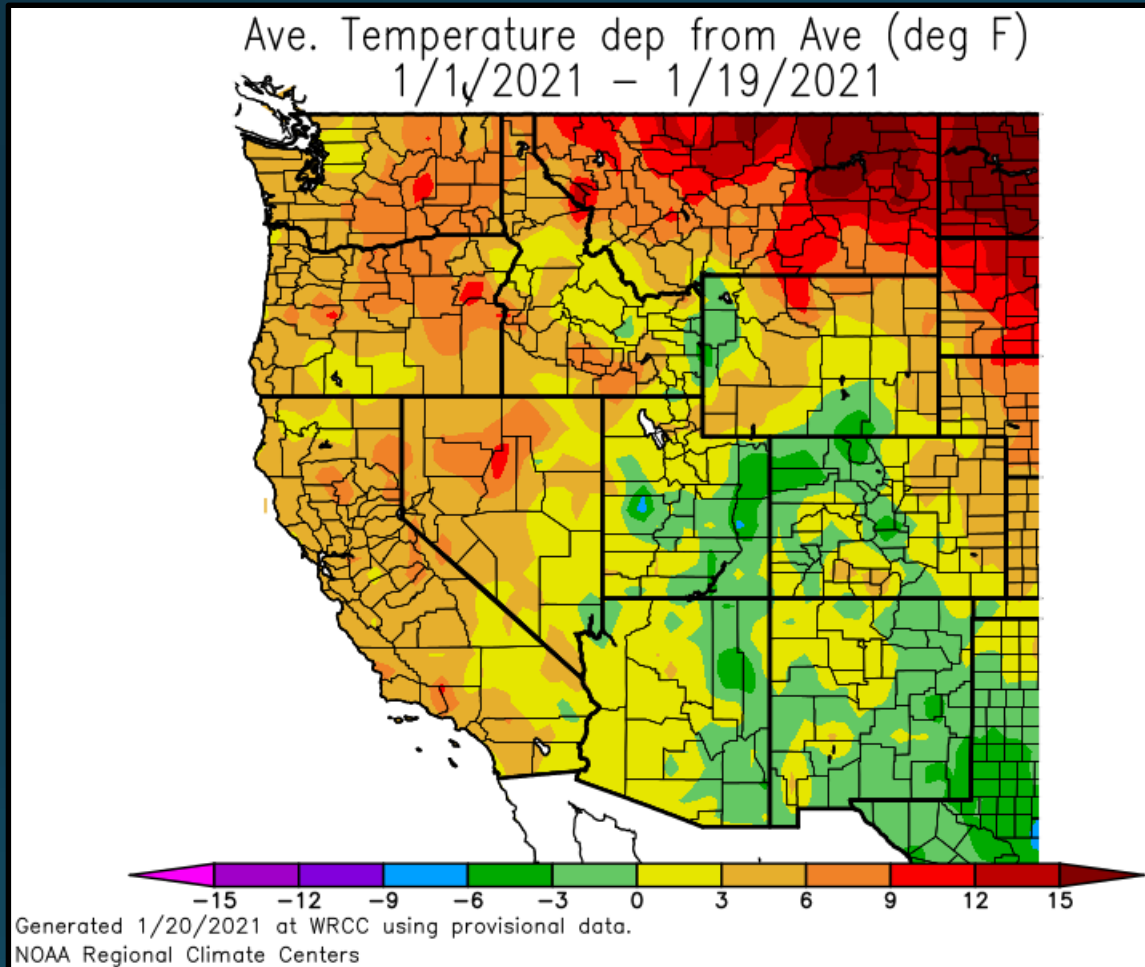 Ave. Temperature dep from Ave (deg F)
1/1/2021 – 1/19/2021
−15 −12 −9 −6 −3 0 3 6 9 12 15
Generated 1/20/2021 at WRCC using provisional data.
NOAA Regional Climate Centers